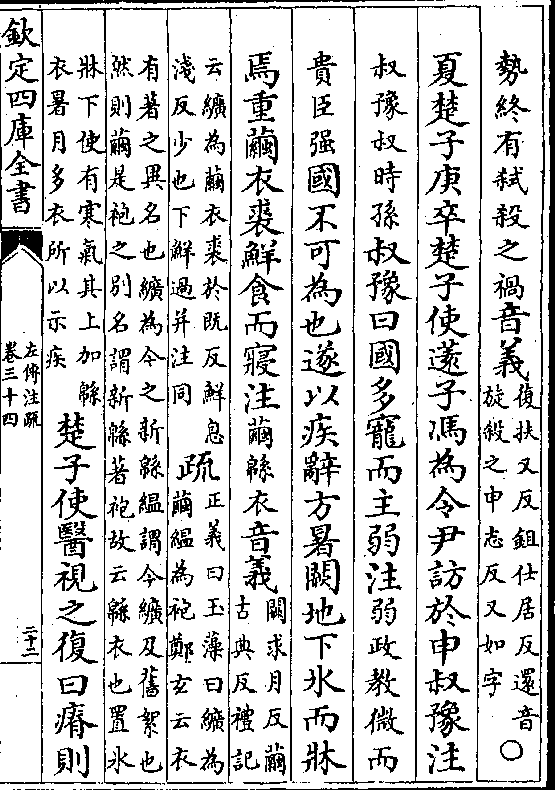 勢終有弑殺之禍音義復扶又反鉏仕居反還音
旋殺之申志反又如字○
夏楚子庚卒楚子使薳子馮為令尹訪於申叔豫注
叔豫叔時孫叔豫曰國多寵而主弱注弱政教微而
貴臣强國不可為也遂以疾辭方暑闕地下氷而牀
焉重繭衣裘鮮食而寢注繭緜衣音義闕求月反繭
古典反禮記
云纊為繭衣裘於既反鮮息
淺反少也下鮮過并注同
疏正義曰玉藻曰纊為
繭緼為袍鄭玄云衣
有著之異名也纊為今之新緜緼謂今纊及舊絮也
然則繭是袍之別名謂新緜著袍故云緜衣也置氷
牀下使有寒氣其上加緜
衣暑月多衣所以示疾
楚子使醫視之復曰瘠則
欽定四庫全書
左傳注疏
卷三十四
二十二